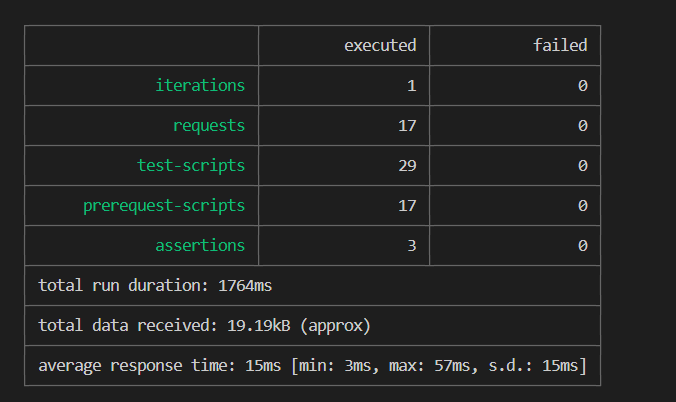 executed failed
iterations 1 0
requests 17 0
test-scripts 29 0
prerequest-scripts 17 0
assertions 3 0
total run duration: 1764ms
total data received: 19.19kB (approx)
average response time: 15ms [min: 3ms, max: 57ms, s.d.: 15ms]